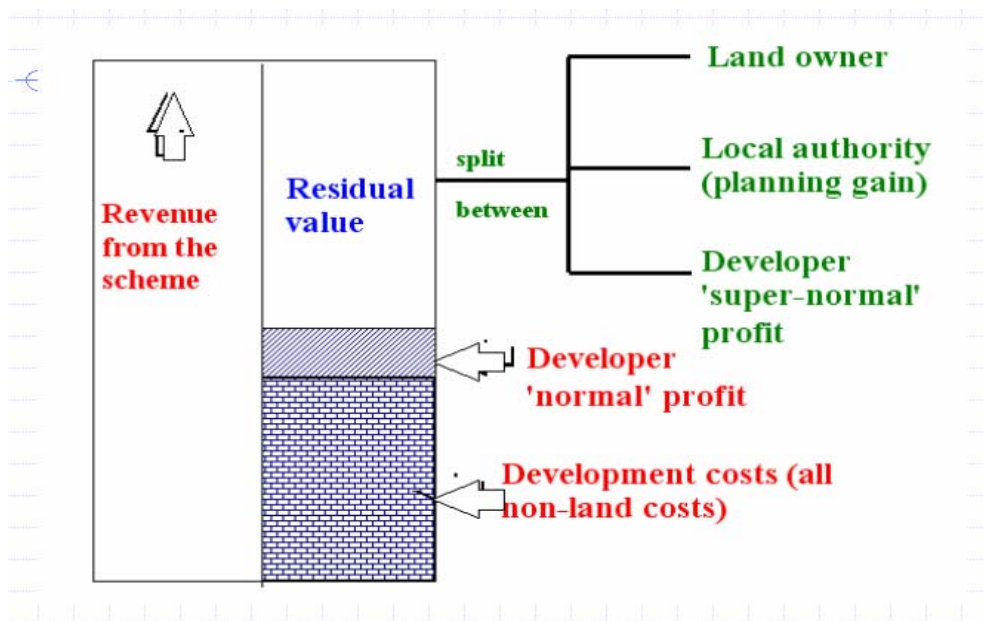 Revenue
from the
scheme
Residual
value
split
between
Land owner
Local authority
(planning gain)
Developer
'super-normal'
profit
Developer
'normal' profit
Development costs (all
non-land costs)